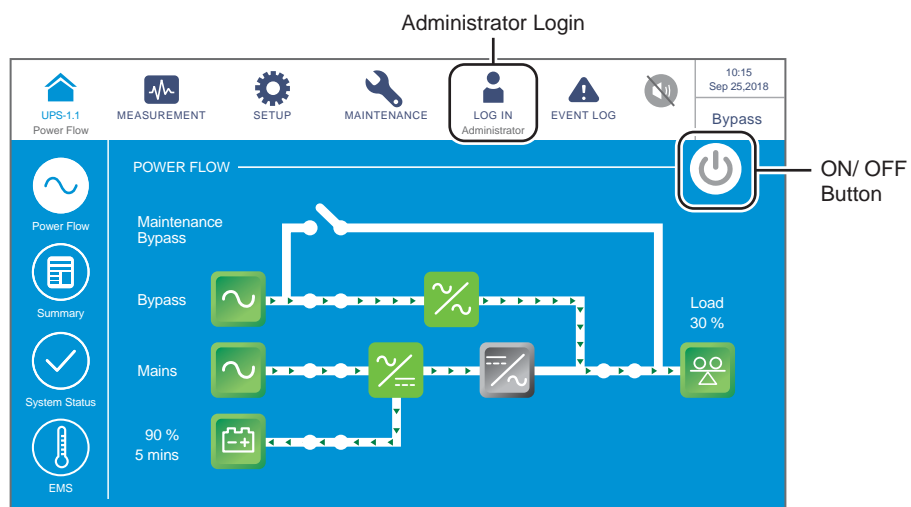 Administrator Login
UPS-1.1
Power Flow
MEASUREMENT
SETUP
MAINTENANCE
LOG IN
Administrator
EVENT LOG
10:15
Sep 25,2018
Bypass
ON/ OFF
Button
POWER FLOW
Power Flow
Summary
System Status
EMS
Maintenance
Bypass
Bypass
Load
30 %
Mains
90 %
5 mins